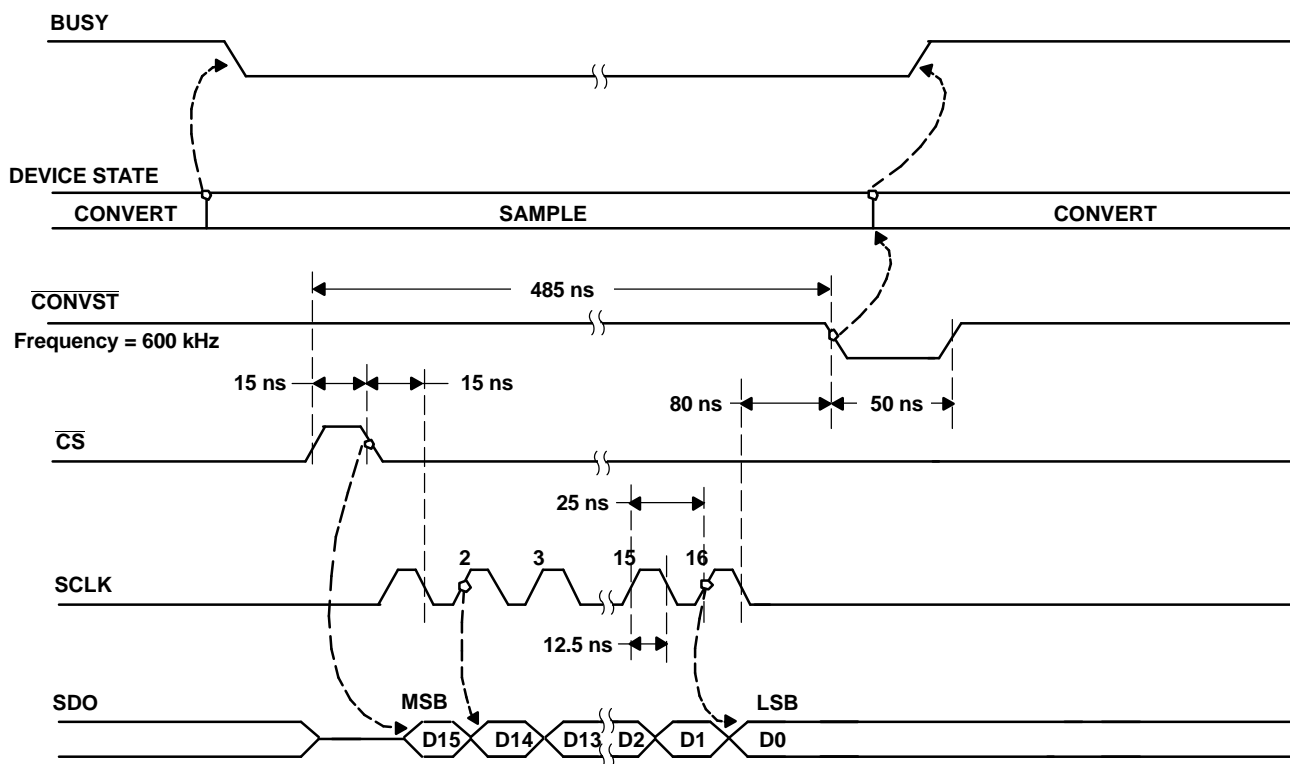 BUSY
DEVICE STATE
CONVERT SAMPLE CONVERT
CONVST
485 ns
Frequency = 600 kHz
15 ns 15 ns
80 ns 50 ns
CS
25 ns
2 3 15 16
SCLK
12.5 ns
SDO MSB LSB
D15 D14 D13 D2 D1 D0